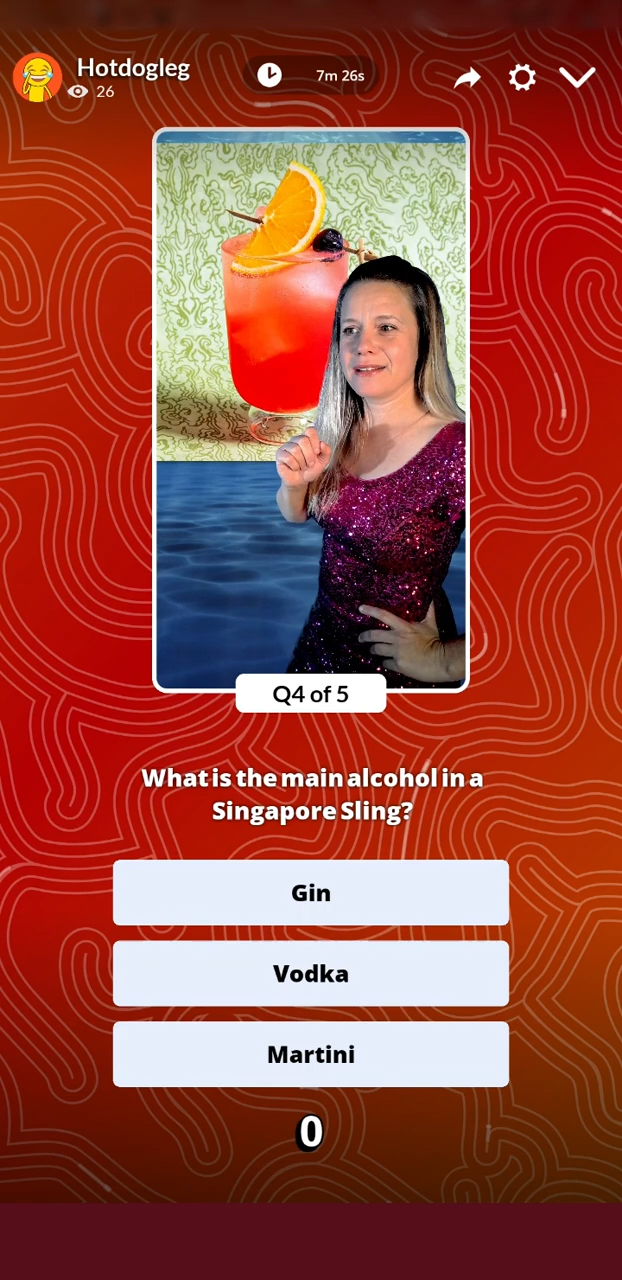 Hotdogleg
26
7m 26s
Q4 of 5
What is the main alcohol in a
Singapore Sling?
Gin
Vodka
Martini
0